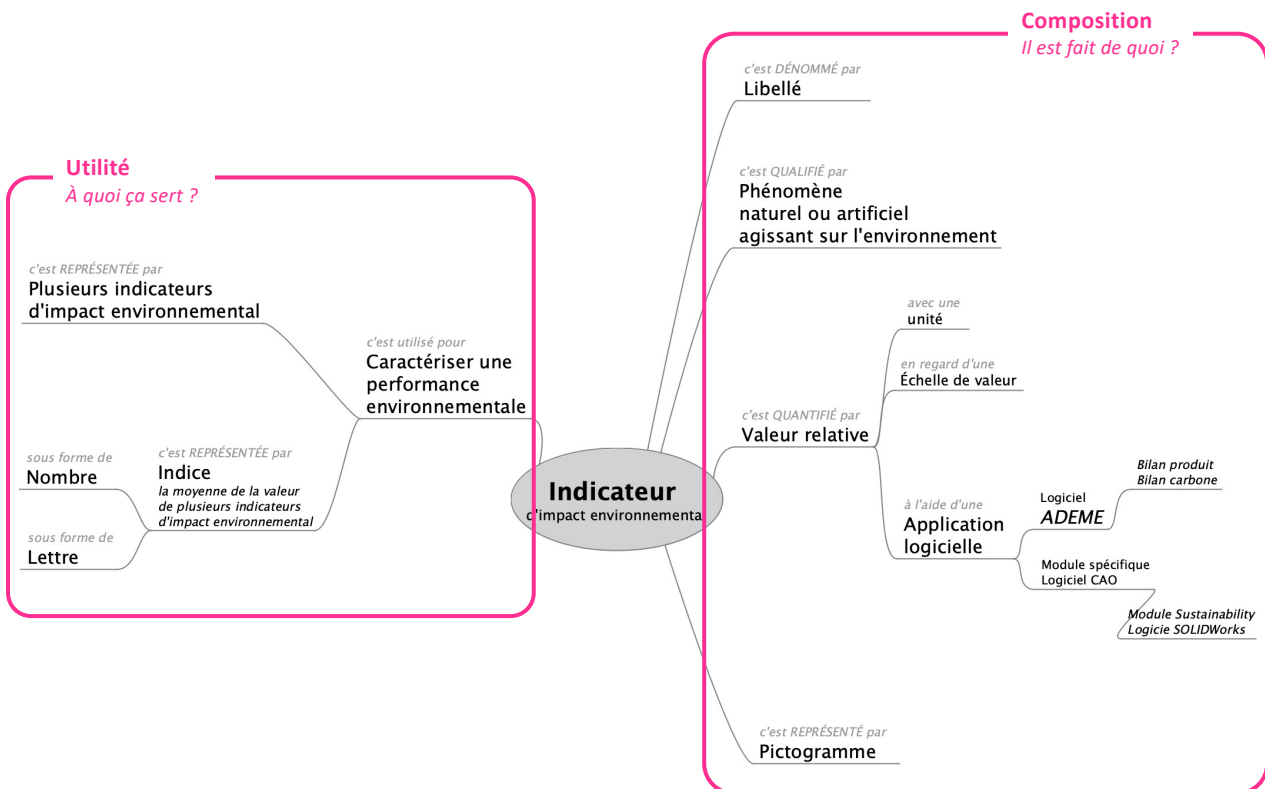 Composition
Il est fait de quoi ?
c'est DÉNOMMÉ par
Libellé
c'est QUALIFIÉ par
Phénomène
naturel ou artificiel
agissant sur l'environnement
avec une
unité
en regard d'une
Échelle de valeur
c'est QUANTIFIÉ par
Valeur relative
à l'aide d'une
Application
logicielle
Logiciel
ADEME
Bilan produit
Bilan carbone
Module spécifique
Logiciel CAO
Module Sustainability
Logicie SOLIDWorks
c'est REPRÉSENTÉ par
Pictogramme
Indicateur
d'impact environnementa
Utilité
À quoi ça sert ?
c'est REPRÉSENTÉE par
Plusieurs indicateurs
d'impact environnemental
c'est utilisé pour
Caractériser une
performance
environnementale
c'est REPRÉSENTÉE par
Indice
la moyenne de la valeur
de plusieurs indicateurs
d'impact environnemental
sous forme de
Nombre
sous forme de
Lettre